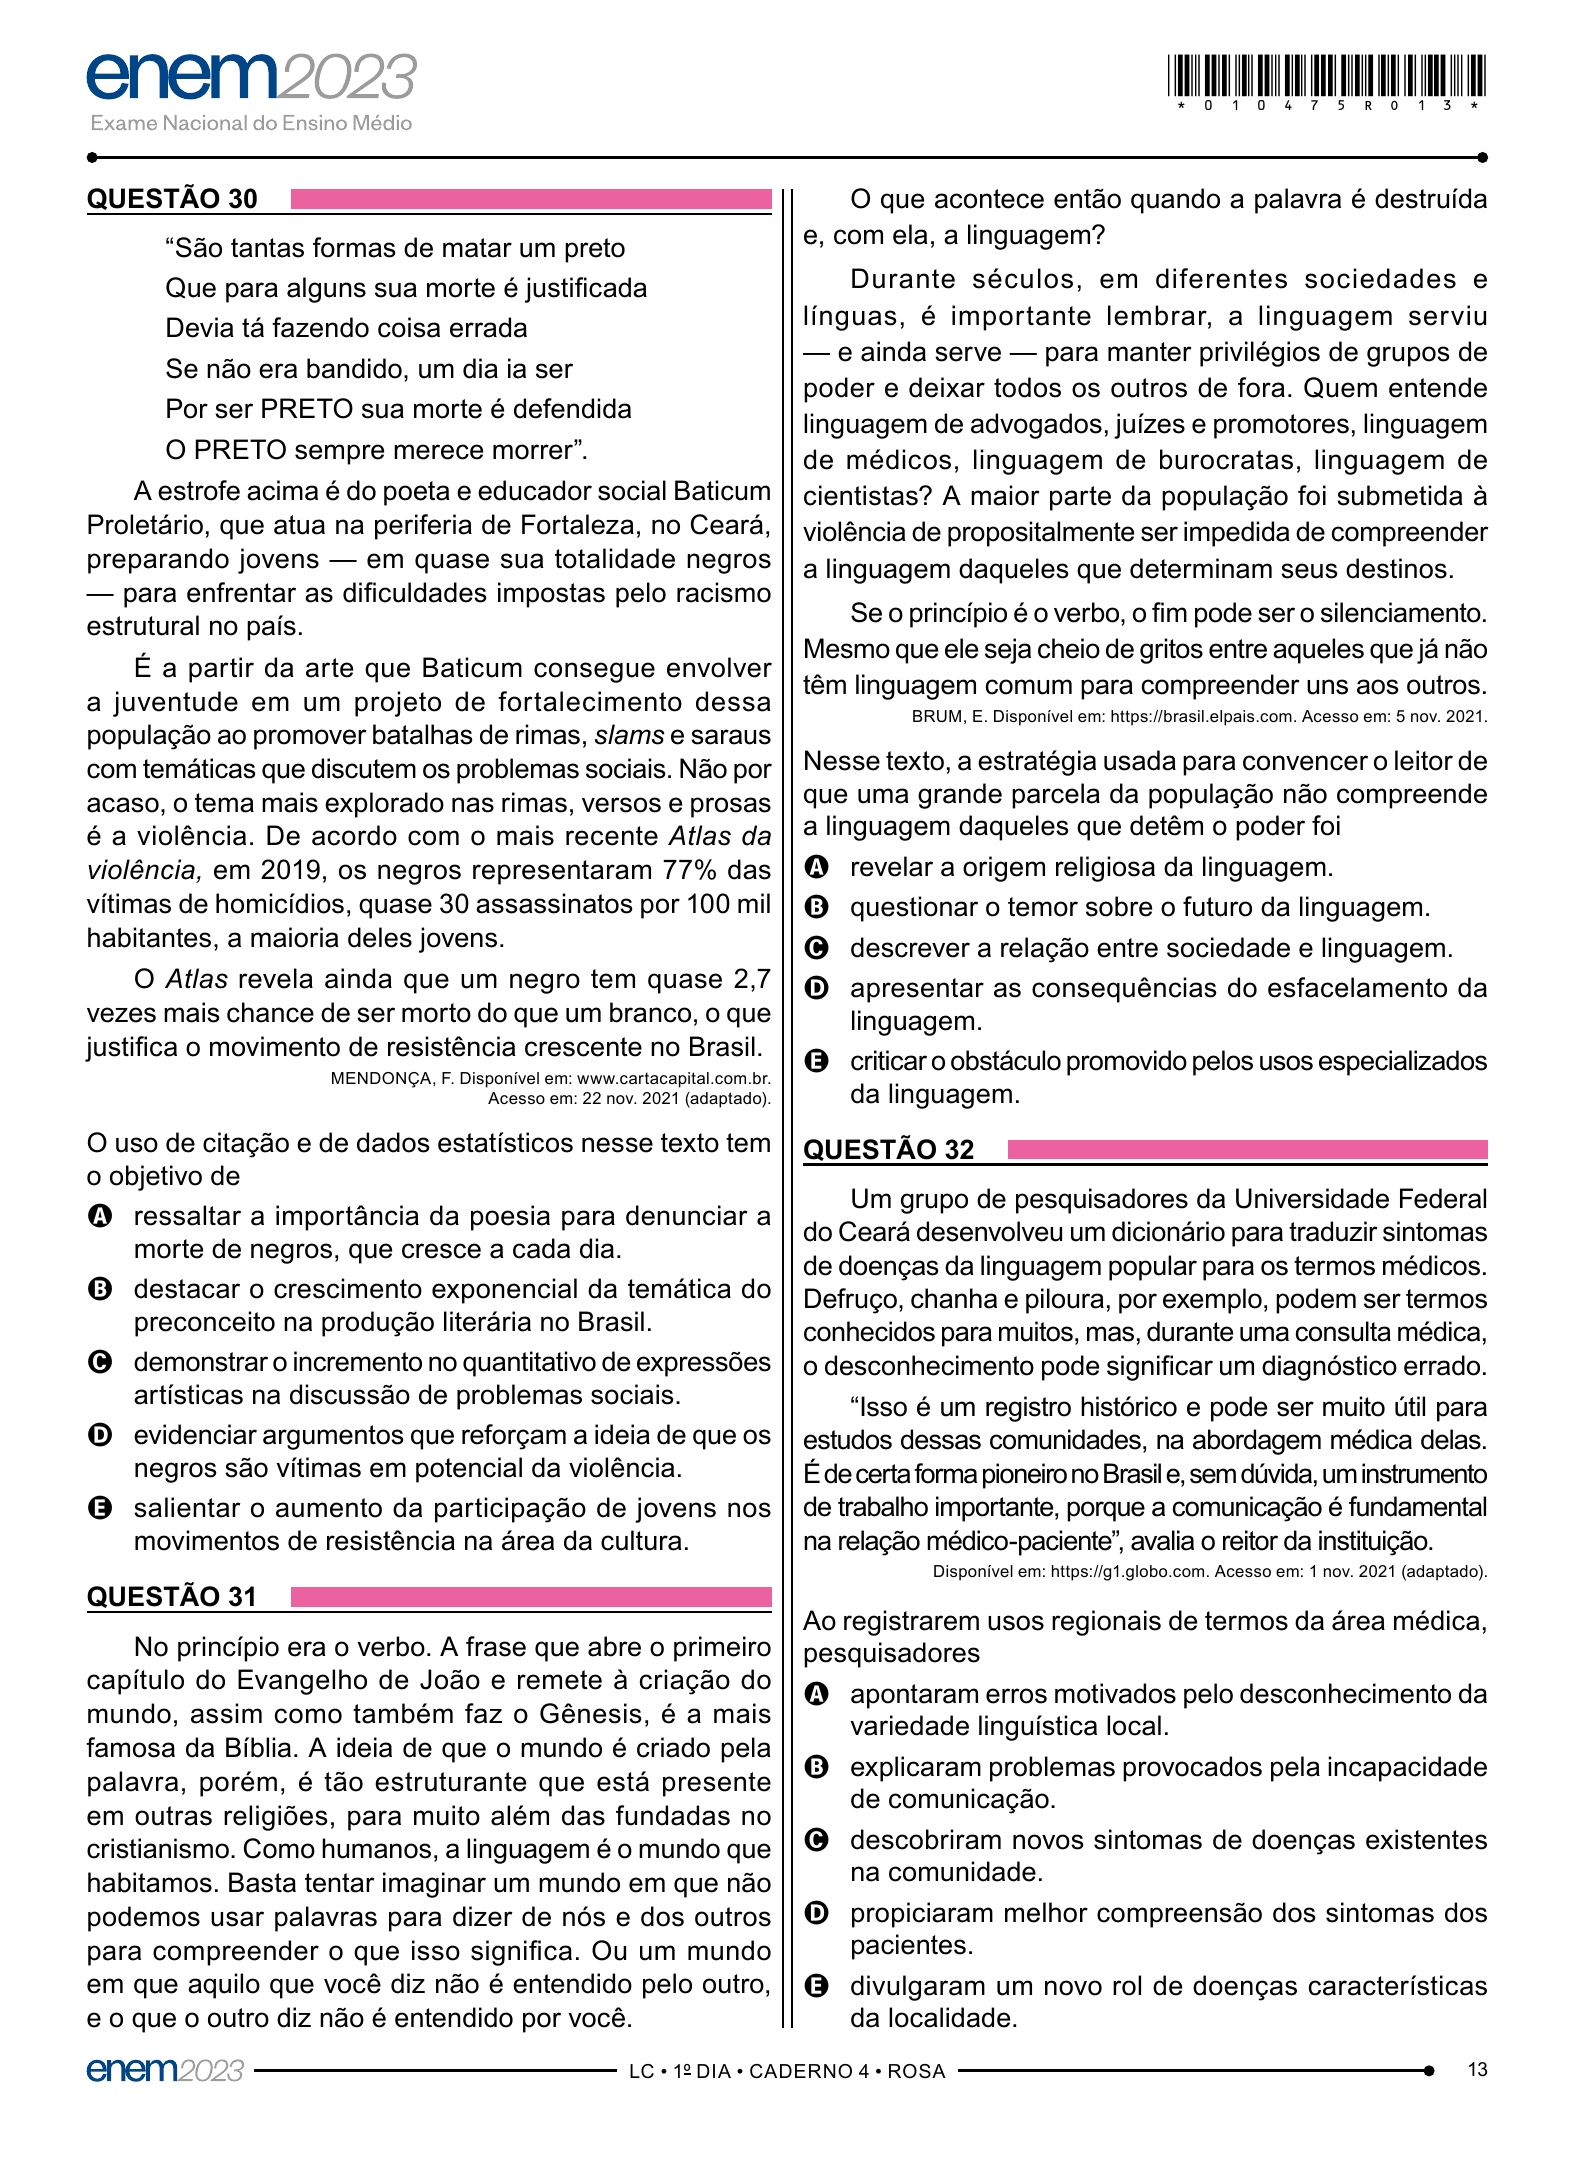 enem2023
Exame Nacional do Ensino Médio
*010475R013*
QUESTÃO 30
“São tantas formas de matar um preto
Que para alguns sua morte é justificada
Devia tá fazendo coisa errada
Se não era bandido, um dia ia ser
Por ser PRETO sua morte é defendida
O PRETO sempre merece morrer”.
A estrofe acima é do poeta e educador social Baticum
Proletário, que atua na periferia de Fortaleza, no Ceará,
preparando jovens — em quase sua totalidade negros
— para enfrentar as dificuldades impostas pelo racismo
estrutural no país.
É a partir da arte que Baticum consegue envolver
a juventude em um projeto de fortalecimento dessa
população ao promover batalhas de rimas, slams e saraus
com temáticas que discutem os problemas sociais. Não por
acaso, o tema mais explorado nas rimas, versos e prosas
é a violência. De acordo com o mais recente Atlas da
violência, em 2019, os negros representaram 77% das
vítimas de homicídios, quase 30 assassinatos por 100 mil
habitantes, a maioria deles jovens.
O Atlas revela ainda que um negro tem quase 2,7
vezes mais chance de ser morto do que um branco, o que
justifica o movimento de resistência crescente no Brasil.
MENDONÇA, F. Disponível em: www.cartacapital.com.br.
Acesso em: 22 nov. 2021 (adaptado).
O uso de citação e de dados estatísticos nesse texto tem
o objetivo de
A ressaltar a importância da poesia para denunciar a
morte de negros, que cresce a cada dia.
B destacar o crescimento exponencial da temática do
preconceito na produção literária no Brasil.
C demonstrar o incremento no quantitativo de expressões
artísticas na discussão de problemas sociais.
D evidenciar argumentos que reforçam a ideia de que os
negros são vítimas em potencial da violência.
E salientar o aumento da participação de jovens nos
movimentos de resistência na área da cultura.
QUESTÃO 31
No princípio era o verbo. A frase que abre o primeiro
capítulo do Evangelho de João e remete à criação do
mundo, assim como também faz o Gênesis, é a mais
famosa da Bíblia. A ideia de que o mundo é criado pela
palavra, porém, é tão estruturante que está presente
em outras religiões, para muito além das fundadas no
cristianismo. Como humanos, a linguagem é o mundo que
habitamos. Basta tentar imaginar um mundo em que não
podemos usar palavras para dizer de nós e dos outros
para compreender o que isso significa. Ou um mundo
em que aquilo que você diz não é entendido pelo outro,
e o que o outro diz não é entendido por você.
O que acontece então quando a palavra é destruída
e, com ela, a linguagem?
Durante séculos, em diferentes sociedades e
línguas, é importante lembrar, a linguagem serviu
— e ainda serve — para manter privilégios de grupos de
poder e deixar todos os outros de fora. Quem entende
linguagem de advogados, juízes e promotores, linguagem
de médicos, linguagem de burocratas, linguagem de
cientistas? A maior parte da população foi submetida à
violência de propositalmente ser impedida de compreender
a linguagem daqueles que determinam seus destinos.
Se o princípio é o verbo, o fim pode ser o silenciamento.
Mesmo que ele seja cheio de gritos entre aqueles que já não
têm linguagem comum para compreender uns aos outros.
BRUM, E. Disponível em: https://brasil.elpais.com. Acesso em: 5 nov. 2021.
Nesse texto, a estratégia usada para convencer o leitor de
que uma grande parcela da população não compreende
a linguagem daqueles que detêm o poder foi
A revelar a origem religiosa da linguagem.
B questionar o temor sobre o futuro da linguagem.
C descrever a relação entre sociedade e linguagem.
D apresentar as consequências do esfacelamento da
linguagem.
E criticar o obstáculo promovido pelos usos especializados
da linguagem.
QUESTÃO 32
Um grupo de pesquisadores da Universidade Federal
do Ceará desenvolveu um dicionário para traduzir sintomas
de doenças da linguagem popular para os termos médicos.
Defruço, chanha e piloura, por exemplo, podem ser termos
conhecidos para muitos, mas, durante uma consulta médica,
o desconhecimento pode significar um diagnóstico errado.
“Isso é um registro histórico e pode ser muito útil para
estudos dessas comunidades, na abordagem médica delas.
É de certa forma pioneiro no Brasil e, sem dúvida, um instrumento
de trabalho importante, porque a comunicação é fundamental
na relação médico-paciente”, avalia o reitor da instituição.
Disponível em: https://g1.globo.com. Acesso em: 1 nov. 2021 (adaptado).
Ao registrarem usos regionais de termos da área médica,
pesquisadores
A apontaram erros motivados pelo desconhecimento da
variedade linguística local.
B explicaram problemas provocados pela incapacidade
de comunicação.
C descobriram novos sintomas de doenças existentes
na comunidade.
D propiciaram melhor compreensão dos sintomas dos
pacientes.
E divulgaram um novo rol de doenças características
da localidade.
enem2023
LC • 1º DIA • CADERNO 4 • ROSA
13